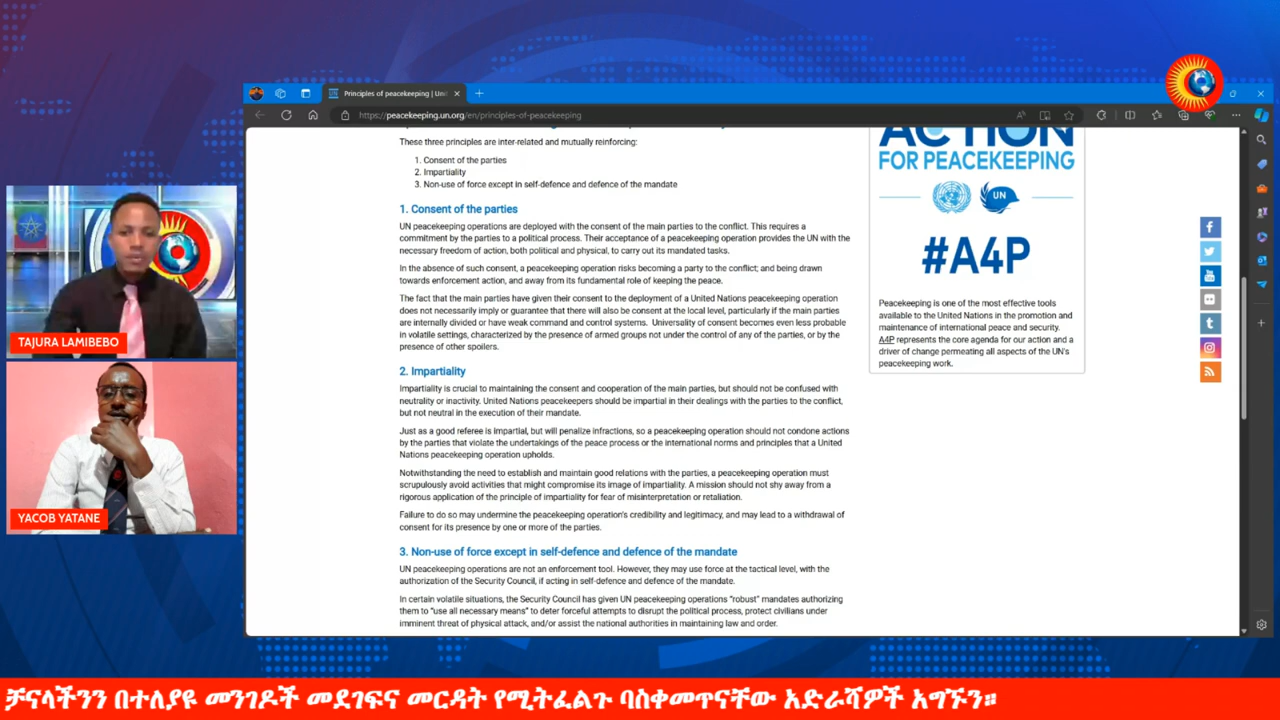 Principles of peacekeeping | Uni
https://peacekeeping.un.org/en/principles-of-peacekeeping
These three principles are inter-related and mutually reinforcing:
1. Consent of the parties
2. Impartiality
3. Non-use of force except in self-defence and defence of the mandate
1. Consent of the parties
UN peacekeeping operations are deployed with the consent of the main parties to the conflict. This requires a
commitment by the parties to a political process. Their acceptance of a peacekeeping operation provides the UN with the
necessary freedom of action, both political and physical, to carry out its mandated tasks.
In the absence of such consent, a peacekeeping operation risks becoming a party to the conflict; and being drawn
towards enforcement action, and away from its fundamental role of keeping the peace.
The fact that the main parties have given their consent to the deployment of a United Nations peacekeeping operation
does not necessarily imply or guarantee that there will also be consent at the local level, particularly if the main parties
are internally divided or have weak command and control systems. Universality of consent becomes even less probable
in volatile settings, characterized by the presence of armed groups not under the control of any of the parties, or by the
presence of other spoilers.
2. Impartiality
Impartiality is crucial to maintaining the consent and cooperation of the main parties, but should not be confused with
neutrality or inactivity. United Nations peacekeepers should be impartial in their dealings with the parties to the conflict,
but not neutral in the execution of their mandate.
Just as a good referee is impartial, but will penalize infractions, so a peacekeeping operation should not condone actions
by the parties that violate the undertakings of the peace process or the international norms and principles that a United
Nations peacekeeping operation upholds.
Notwithstanding the need to establish and maintain good relations with the parties, a peacekeeping operation must
scrupulously avoid activities that might compromise its image of impartiality. A mission should not shy away from a
rigorous application of the principle of impartiality for fear of misinterpretation or retaliation.
Failure to do so may undermine the peacekeeping operation's credibility and legitimacy, and may lead to a withdrawal of
consent for its presence by one or more of the parties.
3. Non-use of force except in self-defence and defence of the mandate
UN peacekeeping operations are not an enforcement tool. However, they may use force at the tactical level, with the
authorization of the Security Council, if acting in self-defence and defence of the mandate.
In certain volatile situations, the Security Council has given UN peacekeeping operations "robust" mandates authorizing
them to "use all necessary means" to deter forceful attempts to disrupt the political process, protect civilians under
imminent threat of physical attack, and/or assist the national authorities in maintaining law and order.
ACTION
FOR PEACEKEEPING
UN
#A4P
Peacekeeping is one of the most effective tools
available to the United Nations in the promotion and
maintenance of international peace and security.
A4P represents the core agenda for our action and a
driver of change permeating all aspects of the UN's
peacekeeping work.
TAJURA LAMIBEBO
YACOB YATANE
ቻናላችንን በተለያዩ መንገዶች መደገፍና መርዳት የሚትፈልጉ ባስቀመጥናቸው አድራሻዎች አግኙን።